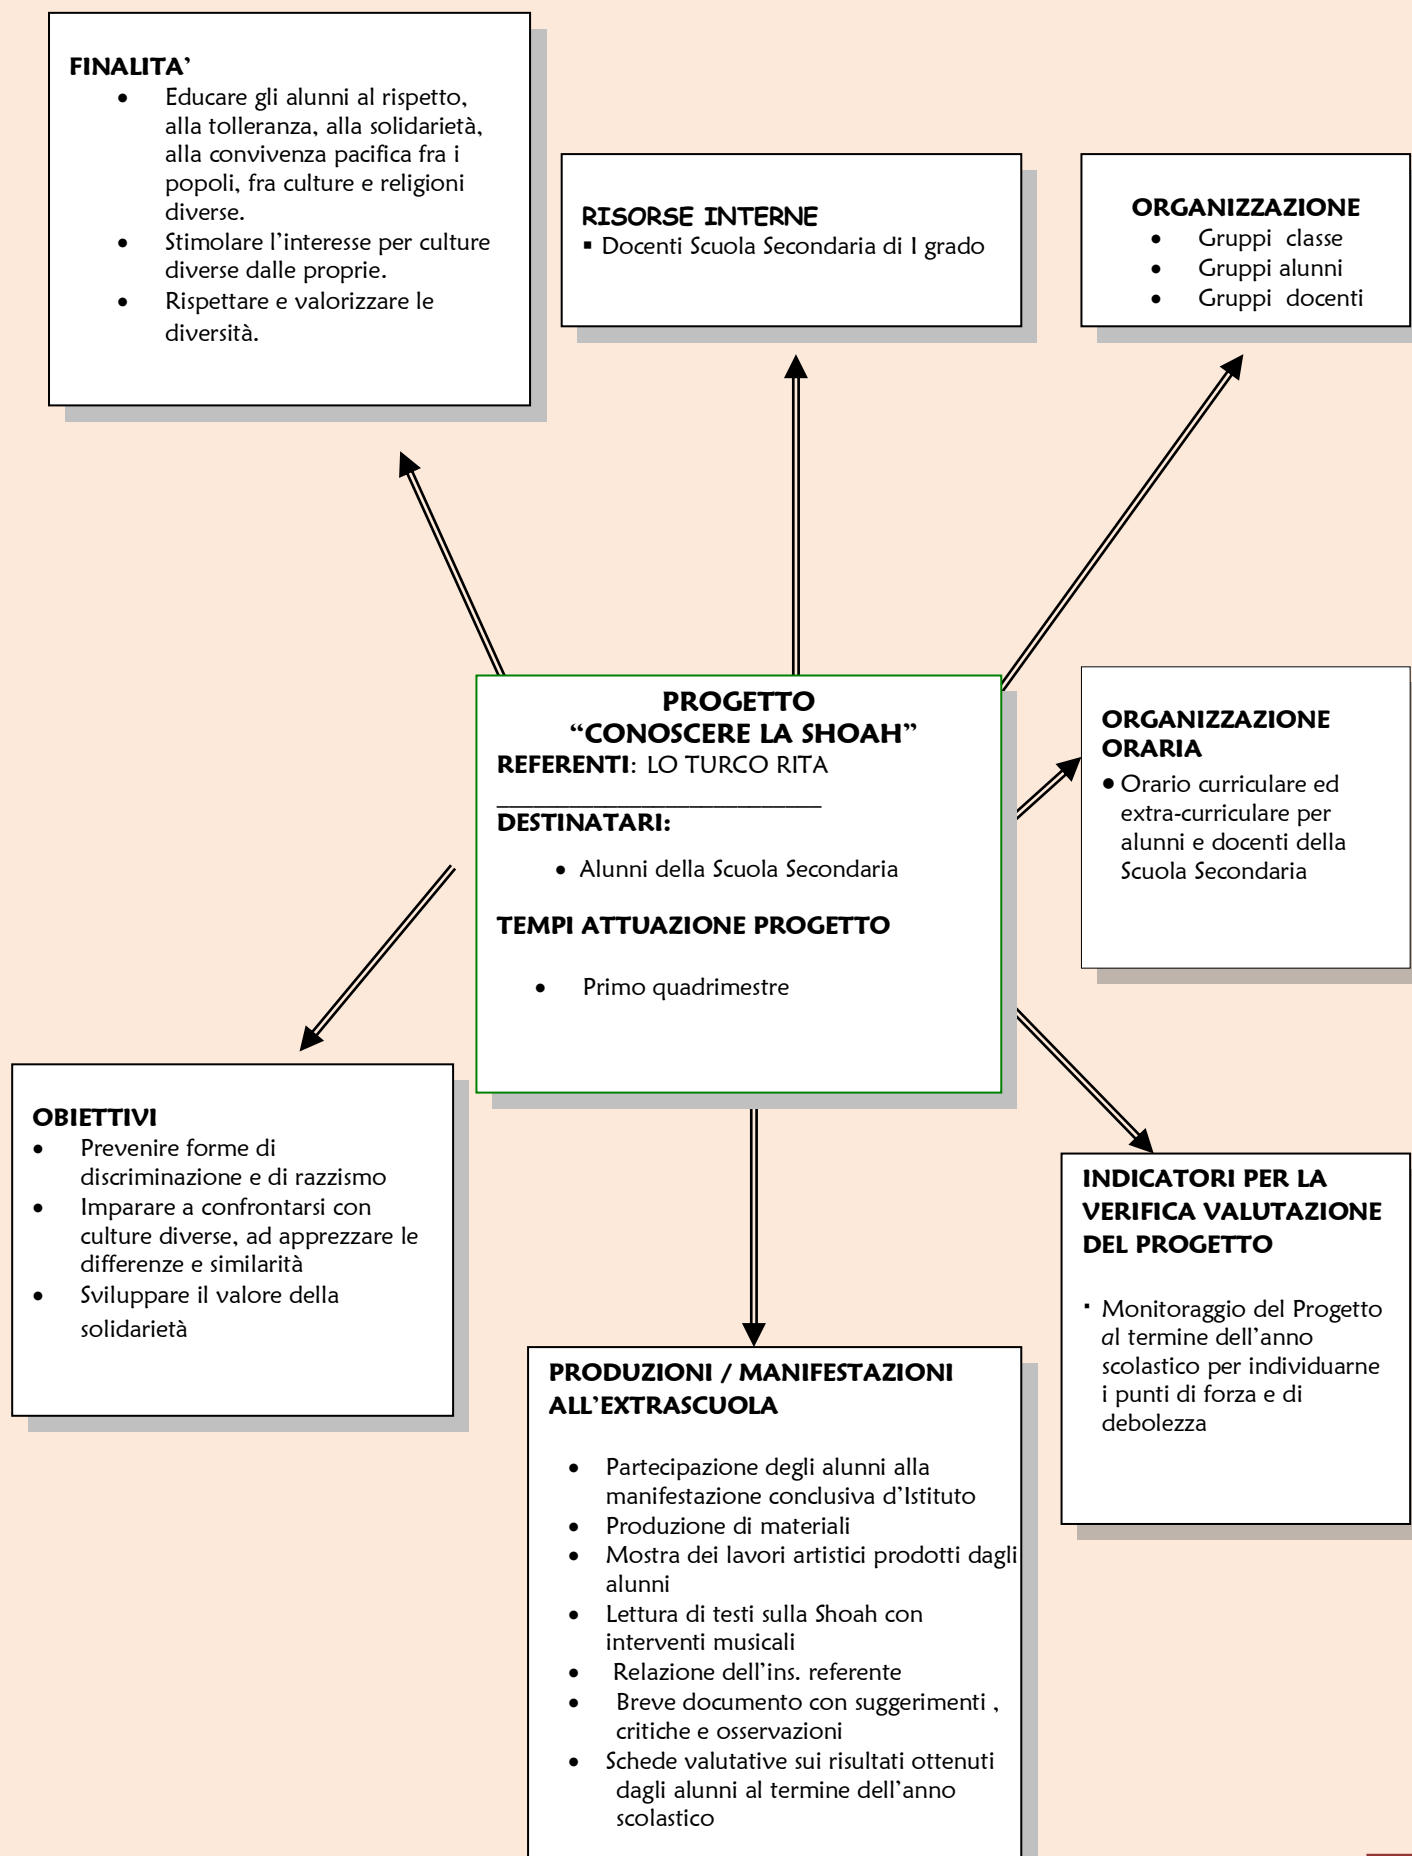 FINALITA’
• Educare gli alunni al rispetto,
alla tolleranza, alla solidarietà,
alla convivenza pacifica fra i
popoli, fra culture e religioni
diverse.
• Stimolare l’interesse per culture
diverse dalle proprie.
• Rispettare e valorizzare le
diversità.
RISORSE INTERNE
▪ Docenti Scuola Secondaria di I grado
ORGANIZZAZIONE
• Gruppi classe
• Gruppi alunni
• Gruppi docenti
PROGETTO
“CONOSCERE LA SHOAH”
REFERENTI: LO TURCO RITA
___________________________
DESTINATARI:
• Alunni della Scuola Secondaria
TEMPI ATTUAZIONE PROGETTO
• Primo quadrimestre
ORGANIZZAZIONE
ORARIA
• Orario curriculare ed
extra-curriculare per
alunni e docenti della
Scuola Secondaria
OBIETTIVI
• Prevenire forme di
discriminazione e di razzismo
• Imparare a confrontarsi con
culture diverse, ad apprezzare le
differenze e similarità
• Sviluppare il valore della
solidarietà
INDICATORI PER LA
VERIFICA VALUTAZIONE
DEL PROGETTO
▪ Monitoraggio del Progetto
al termine dell’anno
scolastico per individuarne
i punti di forza e di
debolezza
PRODUZIONI / MANIFESTAZIONI
ALL’EXTRASCUOLA
• Partecipazione degli alunni alla
manifestazione conclusiva d’Istituto
• Produzione di materiali
• Mostra dei lavori artistici prodotti dagli
alunni
• Lettura di testi sulla Shoah con
interventi musicali
• Relazione dell’ins. referente
• Breve documento con suggerimenti ,
critiche e osservazioni
• Schede valutative sui risultati ottenuti
dagli alunni al termine dell’anno
scolastico